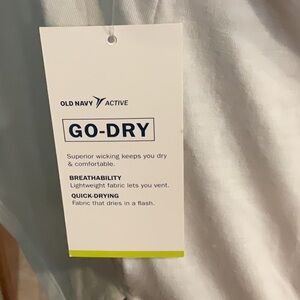 OLD NAVY ACTIVE
GO-DRY
Superior wicking keeps you dry
& comfortable.
BREATHABILITY
Lightweight fabric lets you vent.
QUICK-DRYING
Fabric that dries in a flash.